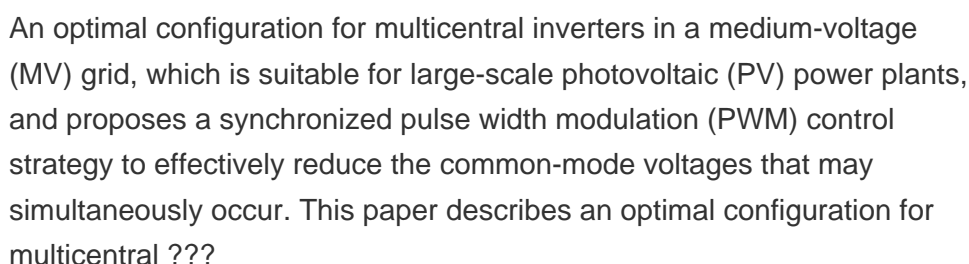 An optimal configuration for multicentral inverters in a medium-voltage
(MV) grid, which is suitable for large-scale photovoltaic (PV) power plants,
and proposes a synchronized pulse width modulation (PWM) control
strategy to effectively reduce the common-mode voltages that may
simultaneously occur. This paper describes an optimal configuration for
multicentral ???